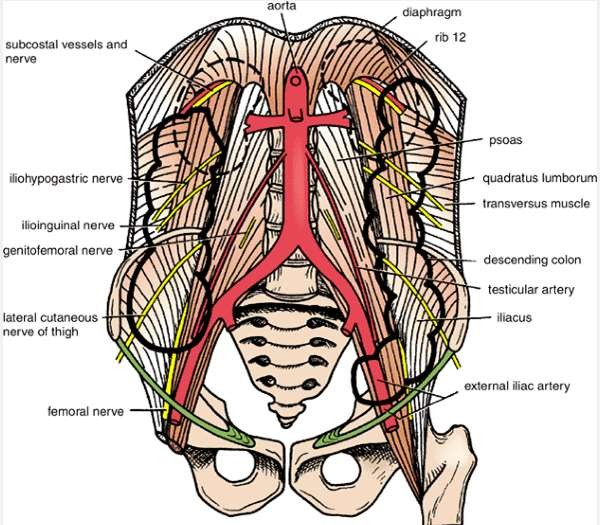 aorta
diaphragm
rib 12
subcostal vessels and
nerve
psoas
iliohypogastric nerve
quadratus lumborum
transversus muscle
ilioinguinal nerve
genitofemoral nerve
descending colon
testicular artery
lateral cutaneous
nerve of thigh
iliacus
external iliac artery
femoral nerve